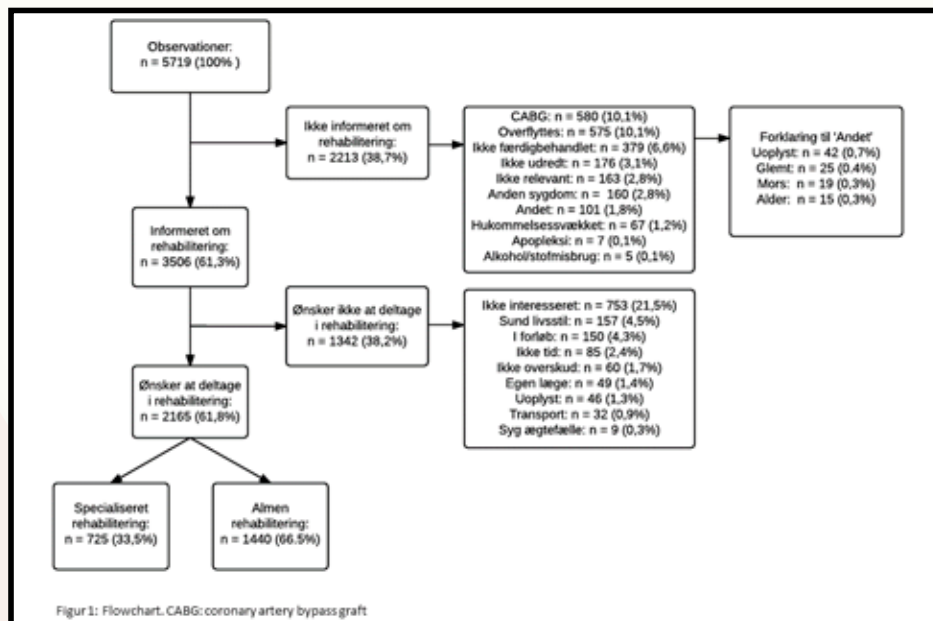 Observationer:
n = 5719 (100% )
Ikke informeret om
rehabilitering:
n = 2213 (38,7%)
CABG: n = 580 (10,1%)
Overflyttes: n = 575 (10,1%)
Ikke færdigbehandlet: n = 379 (6,6%)
Ikke udredt: n = 176 (3,1%)
Ikke relevant: n = 163 (2,8%)
Anden sygdom: n = 160 (2,8%)
Andet: n = 101 (1,8%)
Hukommelsessvækket: n = 67 (1,2%)
Apopleksi: n = 7 (0,1%)
Alkohol/stofmisbrug: n = 5 (0,1%)
Forklaring til 'Andet'
Uoplyst: n = 42 (0,7%)
Glemt: n = 25 (0.4%)
Mors: n = 19 (0,3%)
Alder: n = 15 (0,3%)
Informeret om
rehabilitering:
n = 3506 (61,3%)
Ønsker ikke at deltage
i rehabilitering:
n = 1342 (38,2%)
Ikke interesseret: n = 753 (21,5%)
Sund livsstil: n = 157 (4,5%)
I forløb: n = 150 (4,3%)
Ikke tid: n = 85 (2,4%)
Ikke overskud: n = 60 (1,7%)
Egen læge: n = 49 (1,4%)
Uoplyst: n = 46 (1,3%)
Transport: n = 32 (0,9%)
Syg ægtefælle: n = 9 (0,3%)
Ønsker at deltage
i rehabilitering:
n = 2165 (61,8%)
Specialiseret
rehabilitering:
n = 725 (33,5%)
Almen
rehabilitering:
n = 1440 (66.5%)
Figur 1: Flowchart. CABG: coronary artery bypass graft